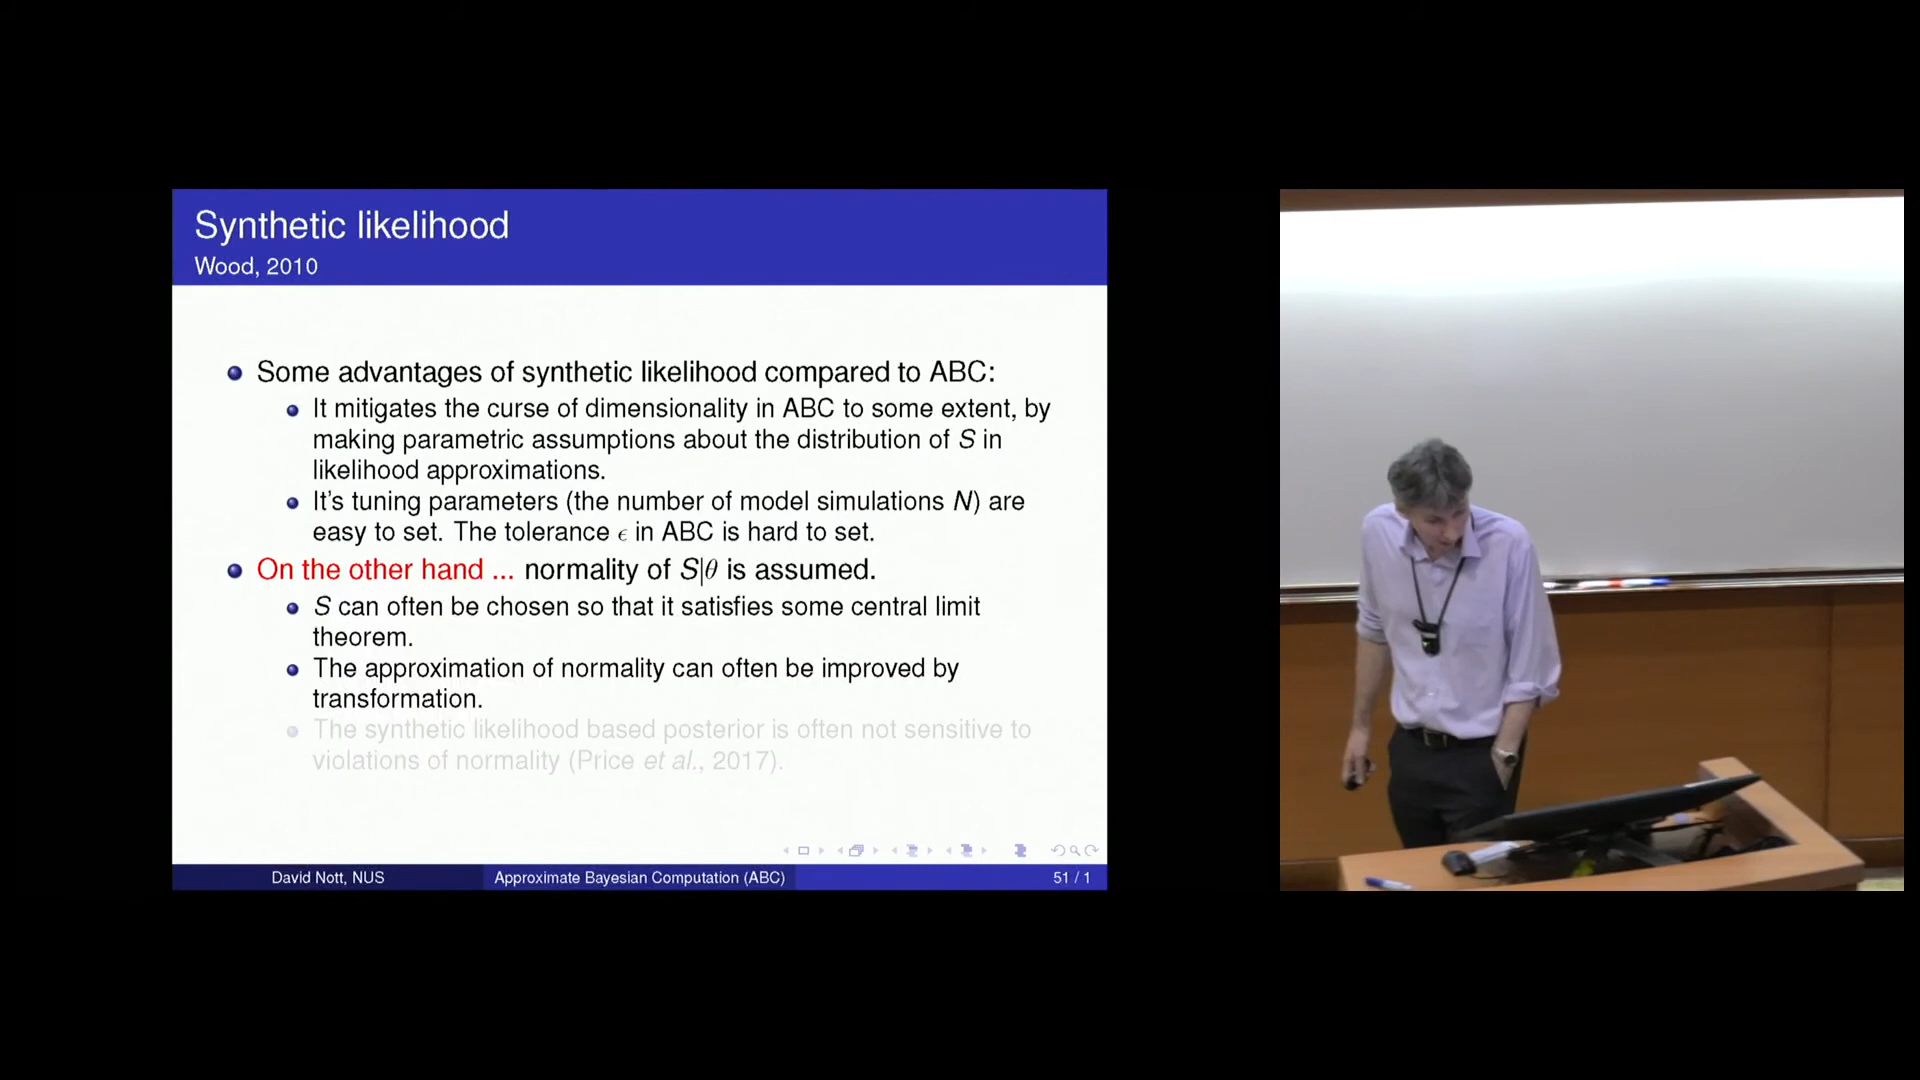 Synthetic likelihood
Wood, 2010
Some advantages of synthetic likelihood compared to ABC:
It mitigates the curse of dimensionality in ABC to some extent, by
making parametric assumptions about the distribution of S in
likelihood approximations.
It's tuning parameters (the number of model simulations N) are
easy to set. The tolerance ϵ in ABC is hard to set.
On the other hand ... normality of S|θ is assumed.
S can often be chosen so that it satisfies some central limit
theorem.
The approximation of normality can often be improved by
transformation.
The synthetic likelihood based posterior is often not sensitive to
violations of normality (Price et al., 2017).
David Nott, NUS
Approximate Bayesian Computation (ABC)
51 / 1